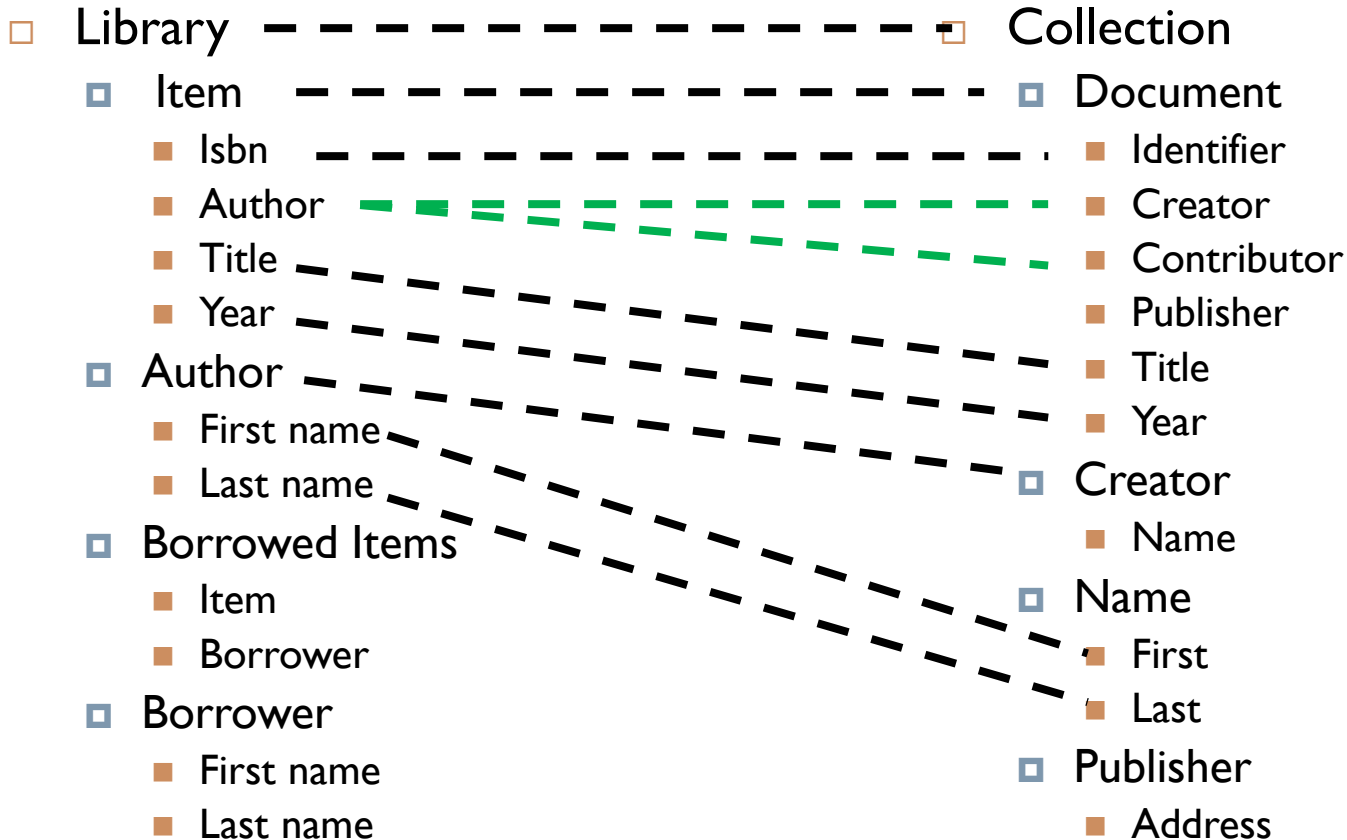 Library
Item
Isbn
Author
Title
Year
Author
First name
Last name
Borrowed Items
Item
Borrower
Borrower
First name
Last name
Collection
Document
Identifier
Creator
Contributor
Publisher
Title
Year
Creator
Name
Name
First
Last
Publisher
Address